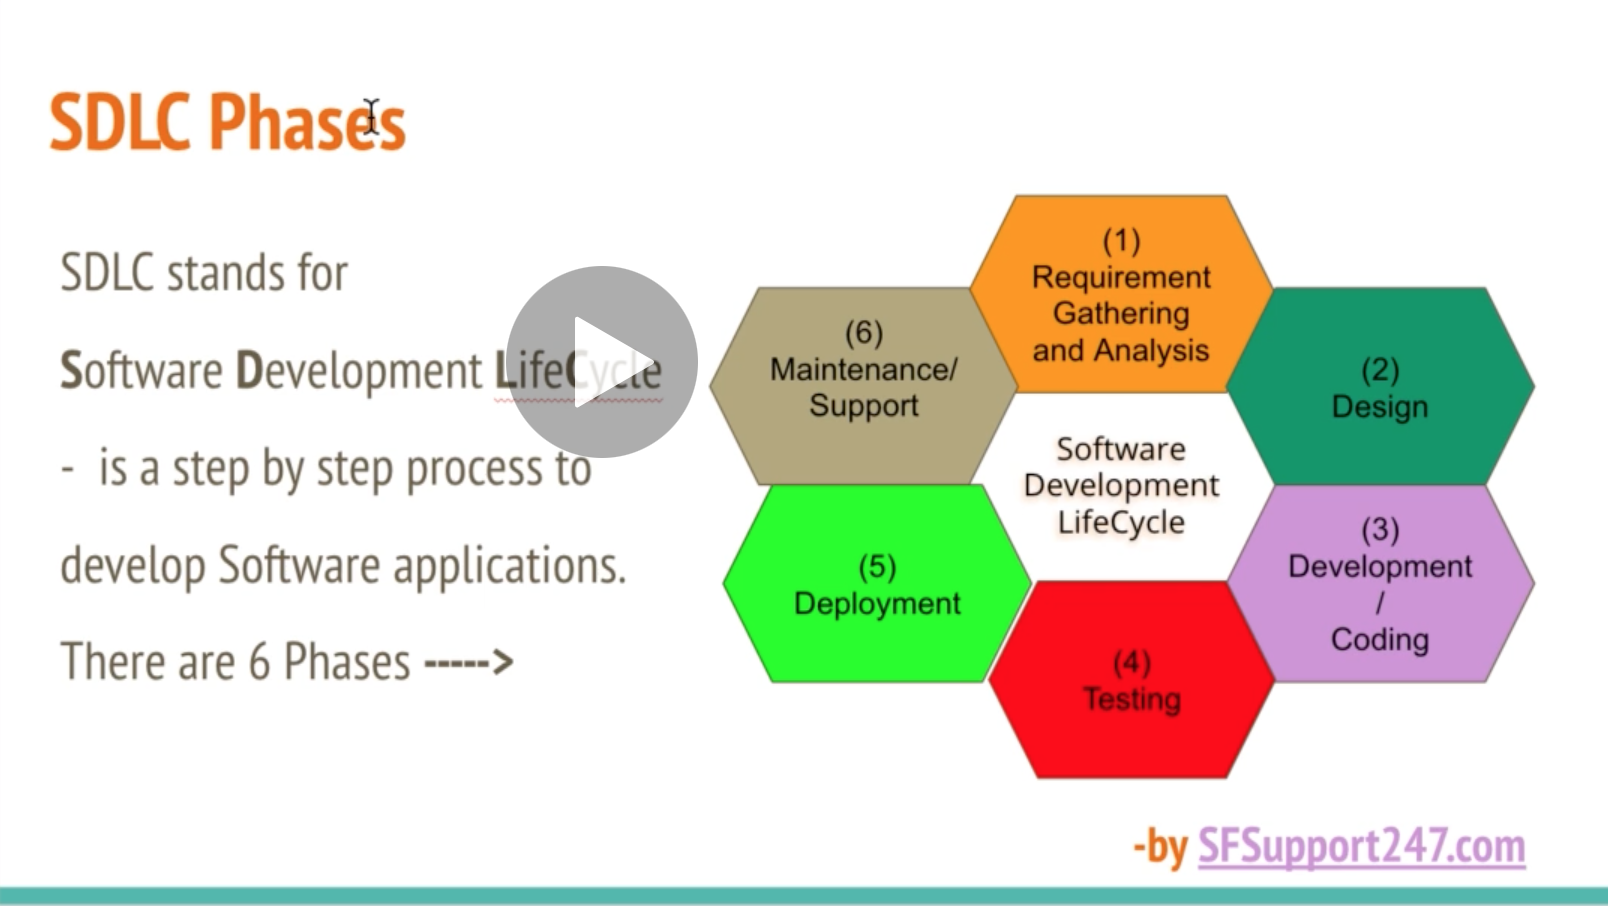 SDLC Phases
SDLC stands for
Software Development LifeCycle
- is a step by step process to
develop Software applications.
There are 6 Phases ----->
(1)
Requirement
Gathering
and Analysis
(2)
Design
(3)
Development
/
Coding
(4)
Testing
(5)
Deployment
(6)
Maintenance/
Support
Software
Development
LifeCycle
-by SFSupport247.com